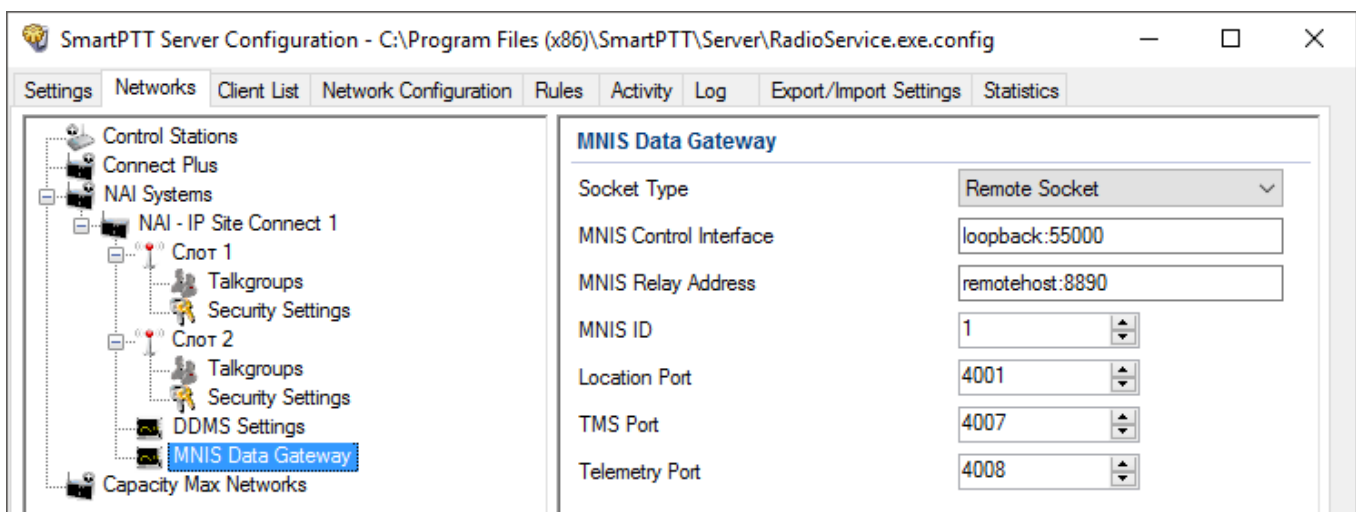 SmartPTT Server Configuration - C:\Program Files (x86)\SmartPTT\Server\RadioService.exe.config
Settings Networks Client List Network Configuration Rules Activity Log Export/Import Settings Statistics
Control Stations
Connect Plus
NAI Systems
NAI - IP Site Connect 1
Слот 1
Talkgroups
Security Settings
Слот 2
Talkgroups
Security Settings
DDMS Settings
MNIS Data Gateway
Capacity Max Networks
MNIS Data Gateway
Socket Type Remote Socket
MNIS Control Interface loopback:55000
MNIS Relay Address remotehost:8890
MNIS ID 1
Location Port 4001
TMS Port 4007
Telemetry Port 4008